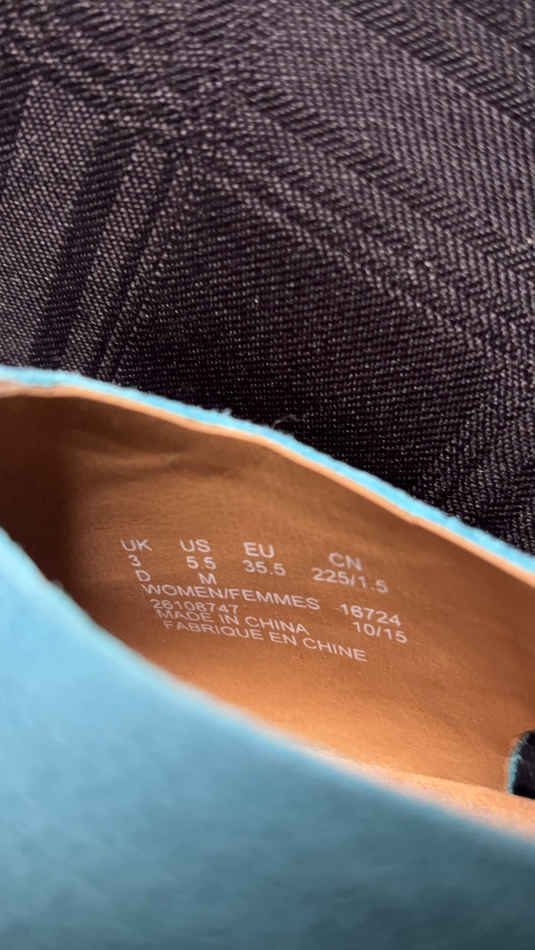 UK US EU CN
3 5.5 35.5 225/1.5
D M
WOMEN/FEMMES 16724
26108747 10/15
MADE IN CHINA
FABRIQUE EN CHINE